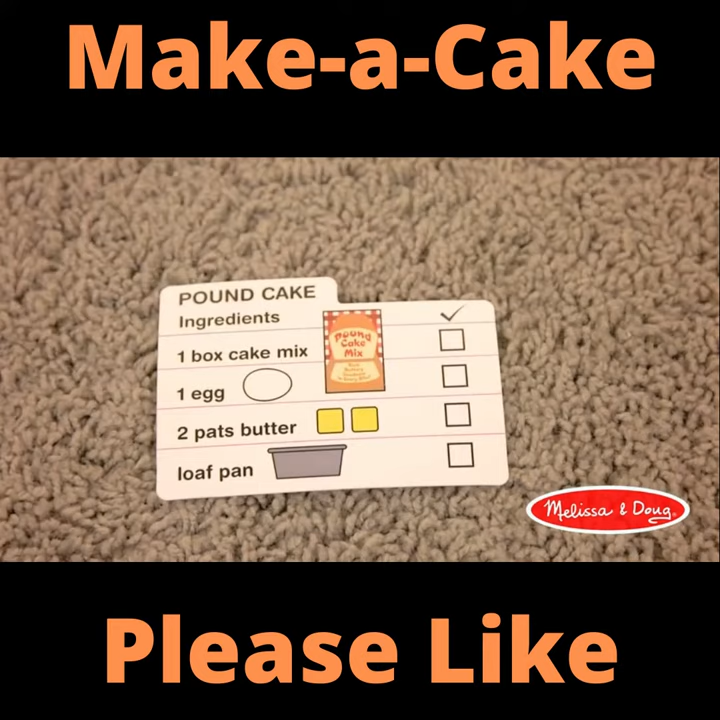 Make-a-Cake
POUND CAKE
Ingredients
1 box cake mix
Pound
Cake
Mix
1 egg
2 pats butter
loaf pan
Melissa & Doug
Please Like